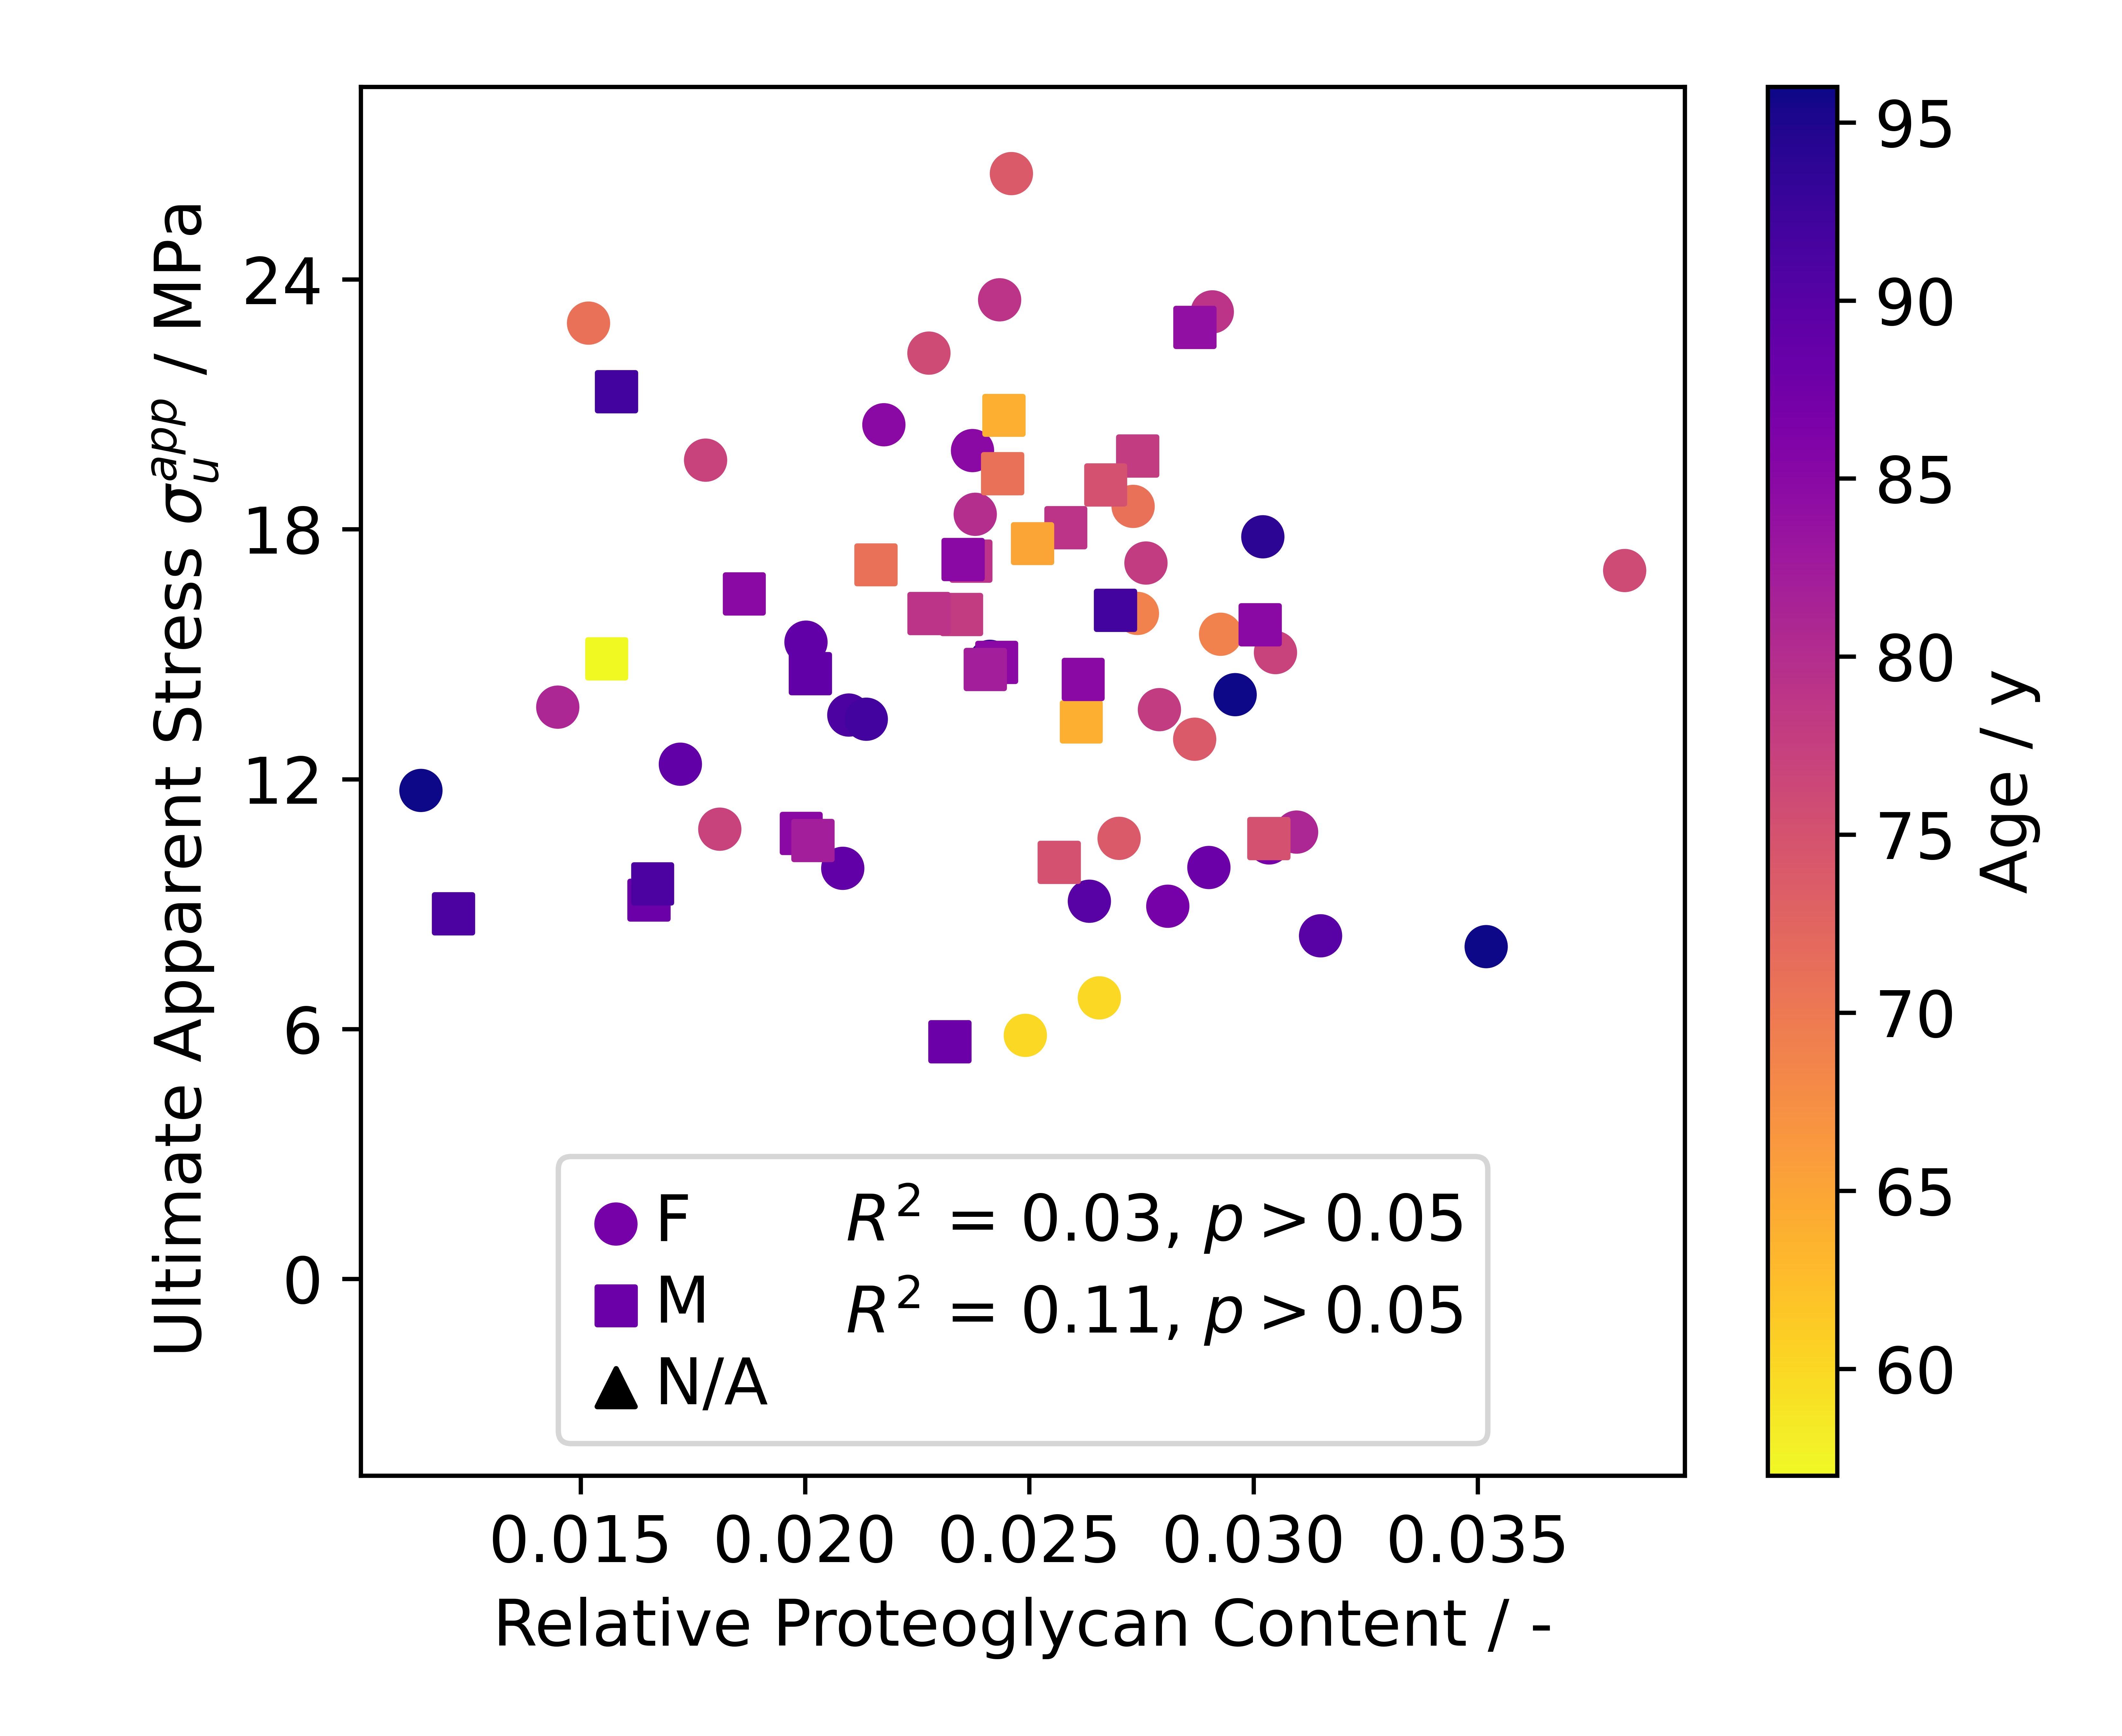 Ultimate Apparent Stress σ_u^app / MPa
24
18
12
6
0
F R² = 0.03, p > 0.05
M R² = 0.11, p > 0.05
N/A
0.015 0.020 0.025 0.030 0.035
Relative Proteoglycan Content / -
95
90
85
80
75
70
65
60
Age / y